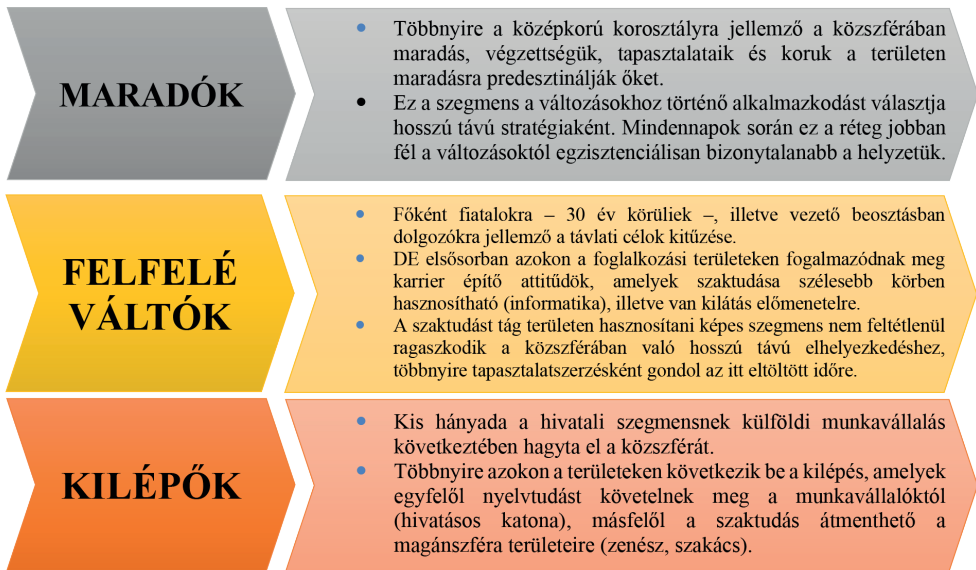 MARADÓK
• Többnyire a középkorú korosztályra jellemző a közszférában
maradás, végzettségük, tapasztalataik és koruk a területen
maradásra predesztinálják őket.
• Ez a szegmens a változásokhoz történő alkalmazkodást választja
hosszú távú stratégiaként. Mindennapok során ez a réteg jobban
fél a változásoktól egzisztenciálisan bizonytalanabb a helyzetük.
FELFELÉ
VÁLTÓK
• Főként fiatalokra – 30 év körüliek –, illetve vezető beosztásban
dolgozókra jellemző a távlati célok kitűzése.
• DE elsősorban azokon a foglalkozási területeken fogalmazódnak meg
karrier építő attitűdök, amelyek szaktudása szélesebb körben
hasznosítható (informatika), illetve van kilátás előmenetelre.
• A szaktudást tág területen hasznosítani képes szegmens nem feltétlenül
ragaszkodik a közszférában való hosszú távú elhelyezkedéshez,
többnyire tapasztalatszerzésként gondol az itt eltöltött időre.
KILÉPŐK
• Kis hányada a hivatali szegmensnek külföldi munkavállalás
következtében hagyta el a közszférát.
• Többnyire azokon a területeken következik be a kilépés, amelyek
egyfelől nyelvtudást követelnek meg a munkavállalóktól
(hivatásos katona), másfelől a szaktudás átmenthető a
magánszféra területeire (zenész, szakács).